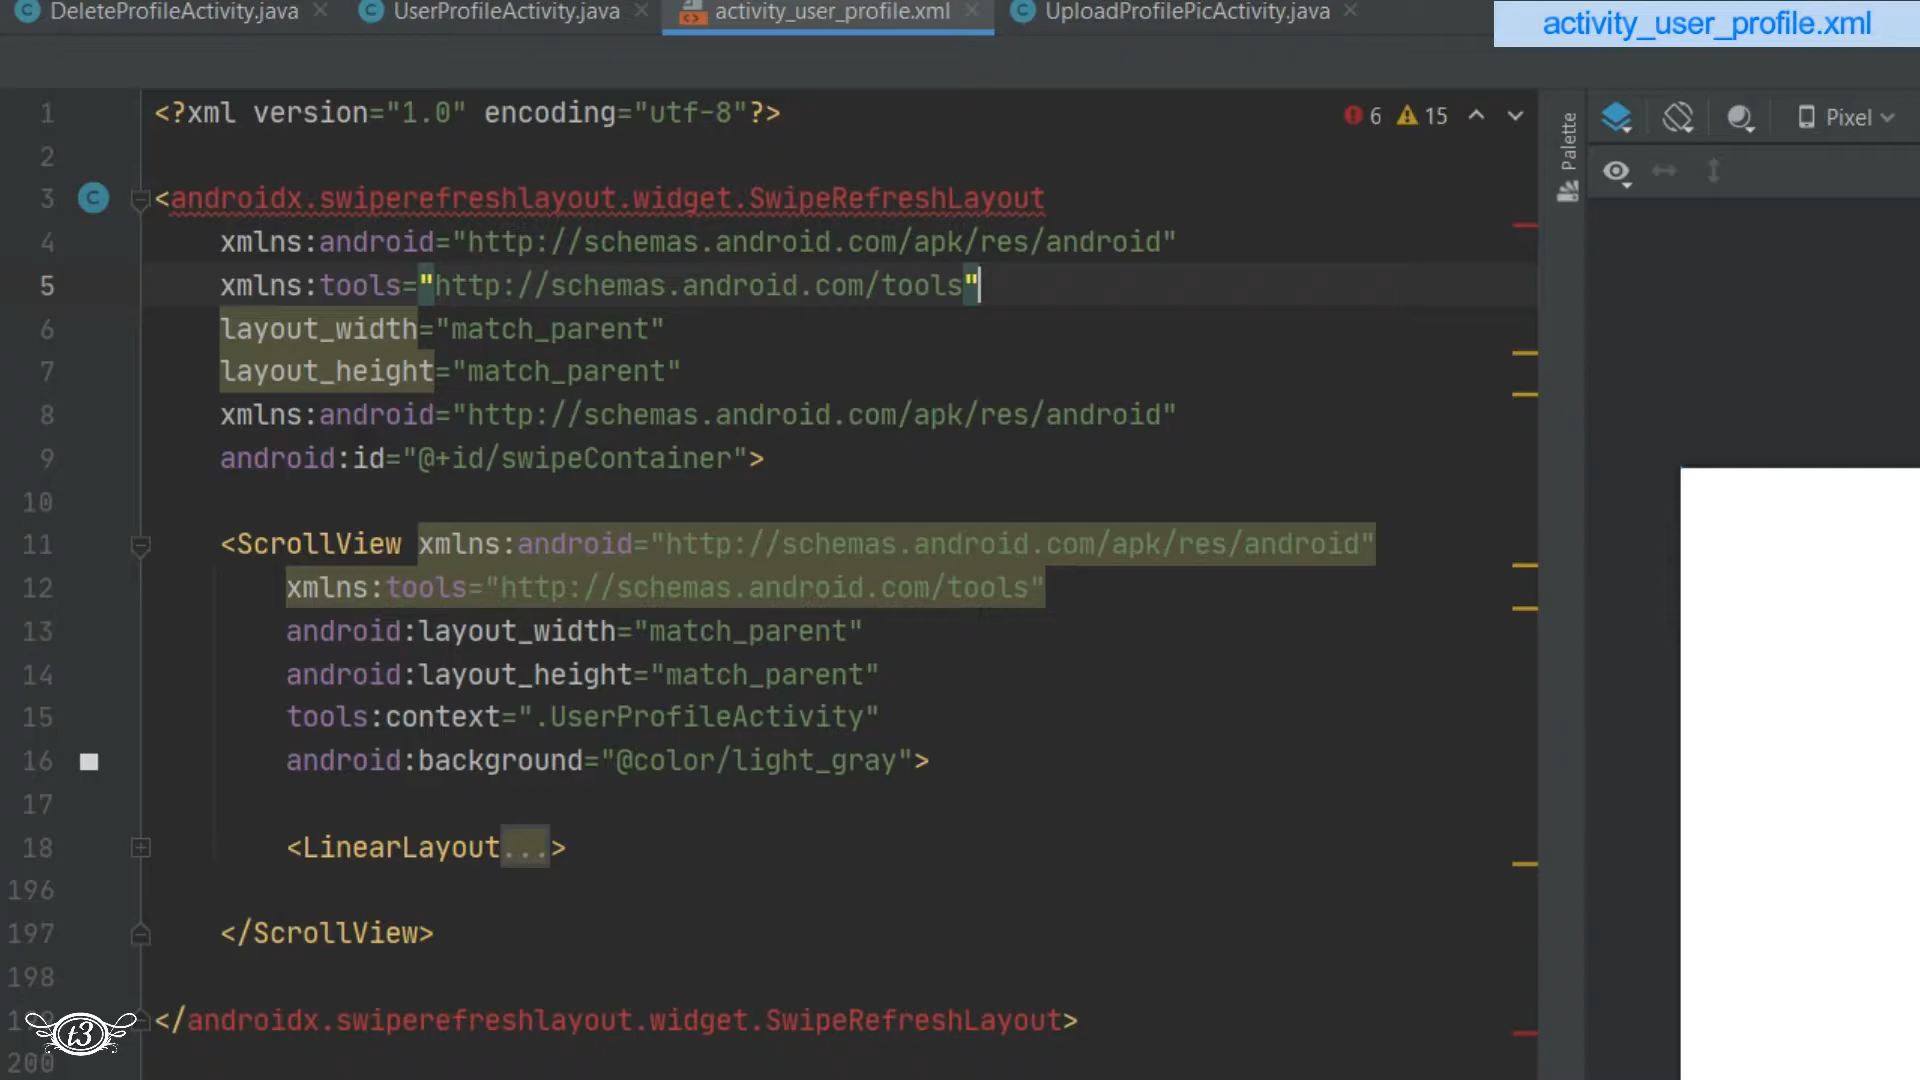 DeleteProfileActivity.java UserProfileActivity.java activity_user_profile.xml UploadProfilePicActivity.java
activity_user_profile.xml
1 <?xml version="1.0" encoding="utf-8"?>
6 15
2
3 <androidx.swiperefreshlayout.widget.SwipeRefreshLayout
4 xmlns:android="http://schemas.android.com/apk/res/android"
5 xmlns:tools="http://schemas.android.com/tools"
6 layout_width="match_parent"
7 layout_height="match_parent"
8 xmlns:android="http://schemas.android.com/apk/res/android"
9 android:id="@+id/swipeContainer">
10
11 <ScrollView xmlns:android="http://schemas.android.com/apk/res/android"
12 xmlns:tools="http://schemas.android.com/tools"
13 android:layout_width="match_parent"
14 android:layout_height="match_parent"
15 tools:context=".UserProfileActivity"
16 android:background="@color/light_gray">
17
18 <LinearLayout...>
196
197 </ScrollView>
198
</androidx.swiperefreshlayout.widget.SwipeRefreshLayout>
200
Palette
Pixel
t3